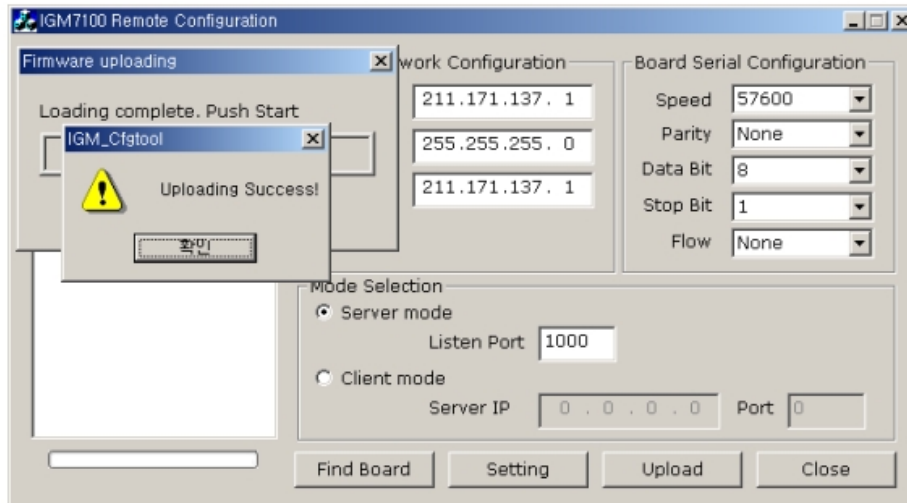 IGM7100 Remote Configuration
Firmware uploading
Loading complete. Push Start
IGM_Cfgtool
Uploading Success!
확인
work Configuration
211.171.137. 1
255.255.255. 0
211.171.137. 1
Board Serial Configuration
Speed 57600
Parity None
Data Bit 8
Stop Bit 1
Flow None
Mode Selection
Server mode
Listen Port 1000
Client mode
Server IP 0 . 0 . 0 . 0 Port 0
Find Board Setting Upload Close